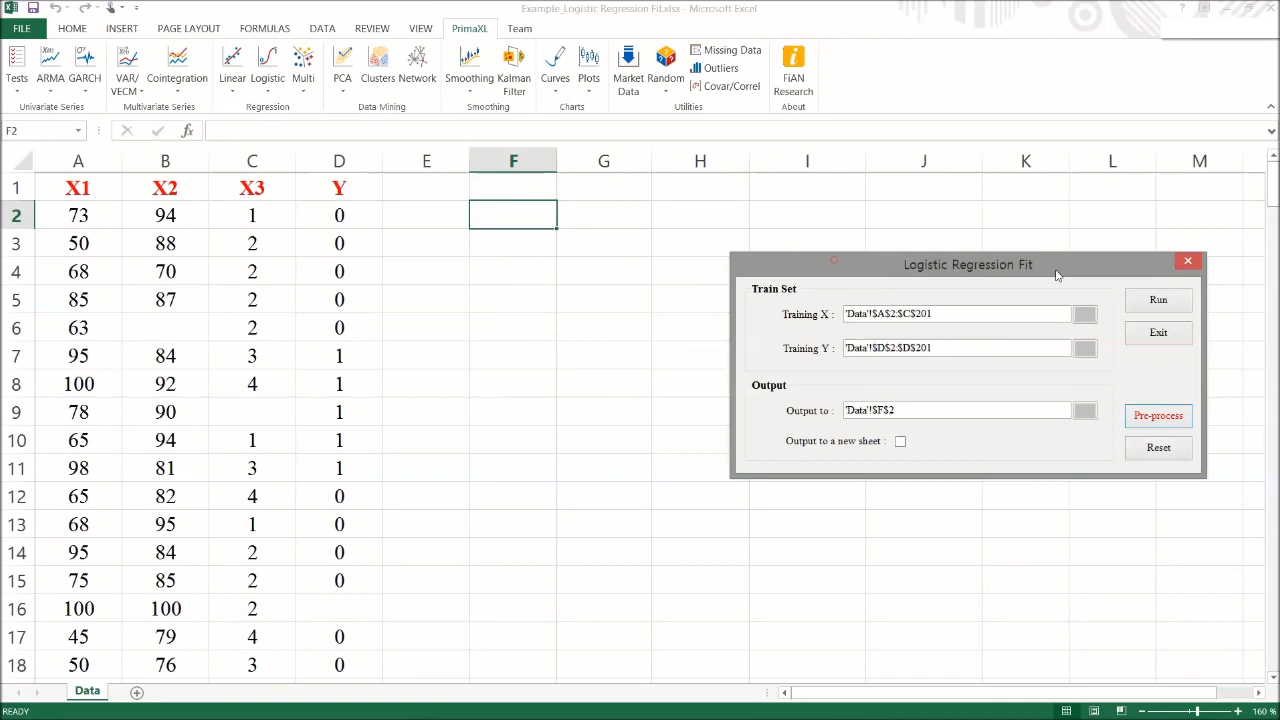 Example_Logistic Regression Fit.xlsx - Microsoft Excel
FILE HOME INSERT PAGE LAYOUT FORMULAS DATA REVIEW VIEW PrimaXL Team
Tests ARMA GARCH VAR/ VECM Cointegration Linear Logistic Multi PCA Clusters Network Smoothing Kalman Filter Curves Plots Market Data Random Missing Data Outliers Covar/Correl FiAN Research
Univariate Series Multivariate Series Regression Data Mining Smoothing Charts Utilities About
F2 fx
A B C D E F G H I J K L M
1 X1 X2 X3 Y
2 73 94 1 0
3 50 88 2 0
4 68 70 2 0
5 85 87 2 0
6 63 2 0
7 95 84 3 1
8 100 92 4 1
9 78 90 1
10 65 94 1 1
11 98 81 3 1
12 65 82 4 0
13 68 95 1 0
14 95 84 2 0
15 75 85 2 0
16 100 100 2
17 45 79 4 0
18 50 76 3 0
Logistic Regression Fit
Train Set
Training X : 'Data'!$A$2:$C$201
Training Y : 'Data'!$D$2:$D$201
Output
Output to : 'Data'!$F$2
Output to a new sheet :
Run
Exit
Pre-process
Reset
Data
READY 160 %